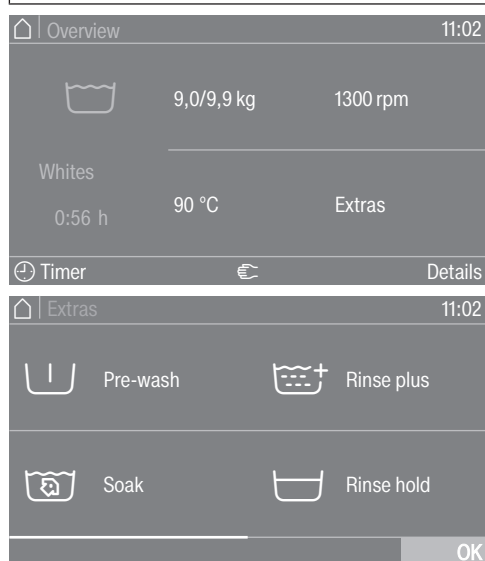 Overview 11:02
9,0/9,9 kg 1300 rpm
Whites
0:56 h
90 °C Extras
Timer Details
Extras 11:02
Pre-wash Rinse plus
Soak Rinse hold
OK